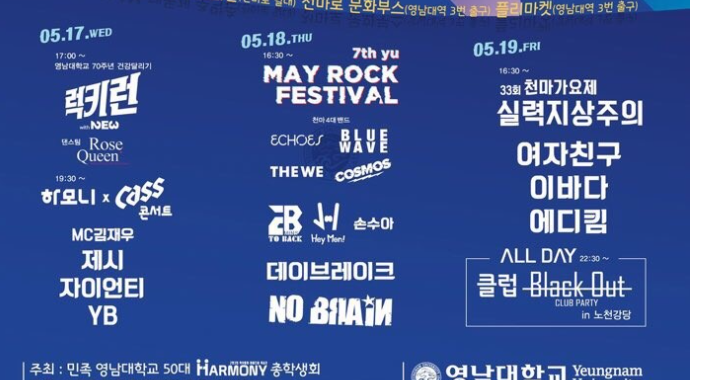 천마로 문화부스(영남대역 3번 출구) 플리마켓(영남대역 3번 출구)
05.17.WED
17:00 ~
영남대학교 70주년 건강달리기
럭키런
with NEW
댄스팀 Rose Queen
19:30 ~
하모니 x Cass 콘서트
MC김재우
제시
자이언티
YB
05.18.THU
16:30 ~
7th yu
MAY ROCK
FESTIVAL
천마 4대 밴드
ECHOES BLUE WAVE
THE WE COSMOS
2B TO BACK Hey Men! 손수아
데이브레이크
NO BRAIN
05.19.FRI
16:30 ~
33회 천마가요제
실력지상주의
여자친구
이바다
에디킴
ALL DAY 22:30 ~
클럽 Black Out
CLUB PARTY
in 노천강당
주최 : 민족 영남대학교 50대 HARMONY 총학생회
영남대학교 Yeungnam